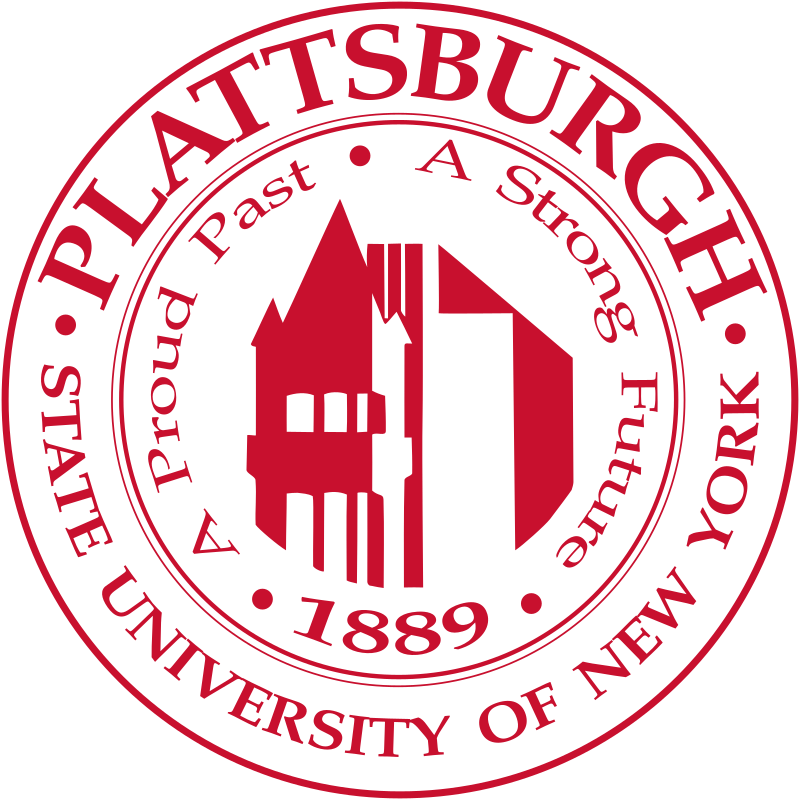 PLATTSBURGH
• STATE UNIVERSITY OF NEW YORK •
A Proud Past • A Strong Future
• 1889 •